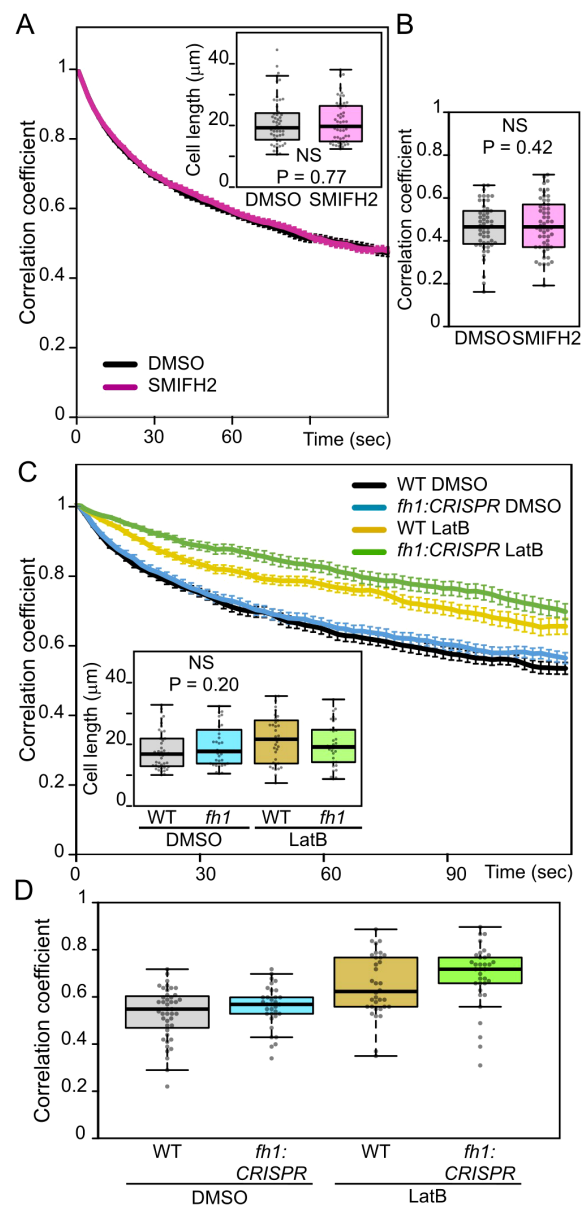 A
Correlation coefficient
1
0.8
0.6
0.4
0.2
0
0
30
60
Time (sec)
DMSO
SMIFH2
Cell length (μm)
40
20
0
NS
P = 0.77
DMSO SMIFH2
B
Correlation coefficient
1
0.8
0.6
0.4
0.2
0
NS
P = 0.42
DMSO SMIFH2
C
Correlation coefficient
1
0.8
0.6
0.4
0.2
0
0
30
60
90
Time (sec)
WT DMSO
fh1:CRISPR DMSO
WT LatB
fh1:CRISPR LatB
Cell length (μm)
40
20
0
NS
P = 0.20
WT fh1 WT fh1
DMSO LatB
D
Correlation coefficient
1
0.8
0.6
0.4
0.2
0
WT fh1: WT fh1:
CRISPR CRISPR
DMSO LatB